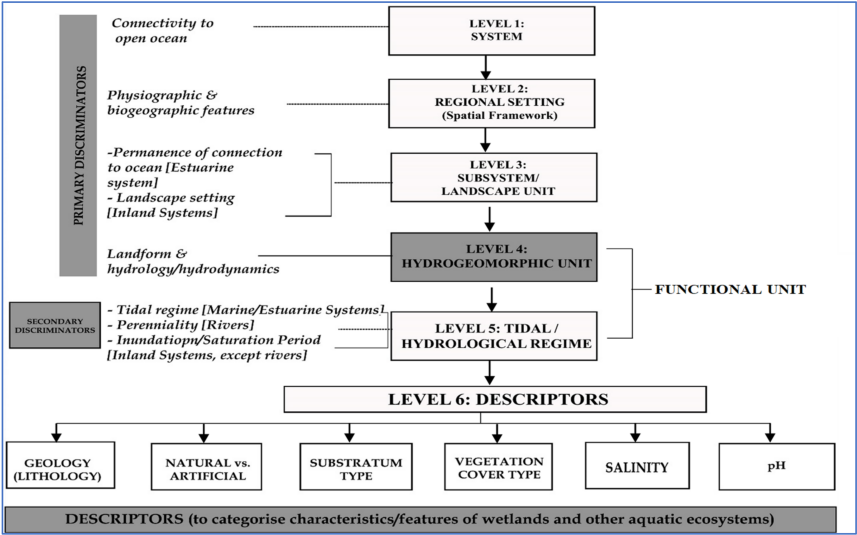 PRIMARY DISCRIMINATORS
Connectivity to
open ocean
LEVEL 1:
SYSTEM
Physiographic &
biogeographic features
LEVEL 2:
REGIONAL SETTING
(Spatial Framework)
-Permanence of connection
to ocean [Estuarine
system]
- Landscape setting
[Inland Systems]
LEVEL 3:
SUBSYSTEM/
LANDSCAPE UNIT
Landform &
hydrology/hydrodynamics
LEVEL 4:
HYDROGEOMORPHIC UNIT
FUNCTIONAL UNIT
SECONDARY
DISCRIMINATORS
- Tidal regime [Marine/Estuarine Systems]
- Perenniality [Rivers]
- Inundatiopn/Saturation Period
[Inland Systems, except rivers]
LEVEL 5: TIDAL /
HYDROLOGICAL REGIME
LEVEL 6: DESCRIPTORS
GEOLOGY
(LITHOLOGY)
NATURAL vs.
ARTIFICIAL
SUBSTRATUM
TYPE
VEGETATION
COVER TYPE
SALINITY
pH
DESCRIPTORS (to categorise characteristics/features of wetlands and other aquatic ecosystems)